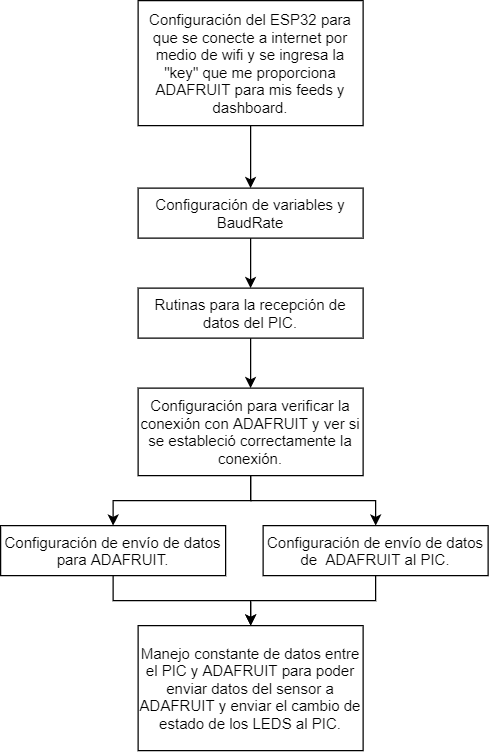 Configuración del ESP32 para
que se conecte a internet por
medio de wifi y se ingresa la
"key" que me proporciona
ADAFRUIT para mis feeds y
dashboard.
Configuración de variables y
BaudRate
Rutinas para la recepción de
datos del PIC.
Configuración para verificar la
conexión con ADAFRUIT y ver si
se estableció correctamente la
conexión.
Configuración de envío de datos
para ADAFRUIT.
Configuración de envío de datos
de ADAFRUIT al PIC.
Manejo constante de datos entre
el PIC y ADAFRUIT para poder
enviar datos del sensor a
ADAFRUIT y enviar el cambio de
estado de los LEDS al PIC.